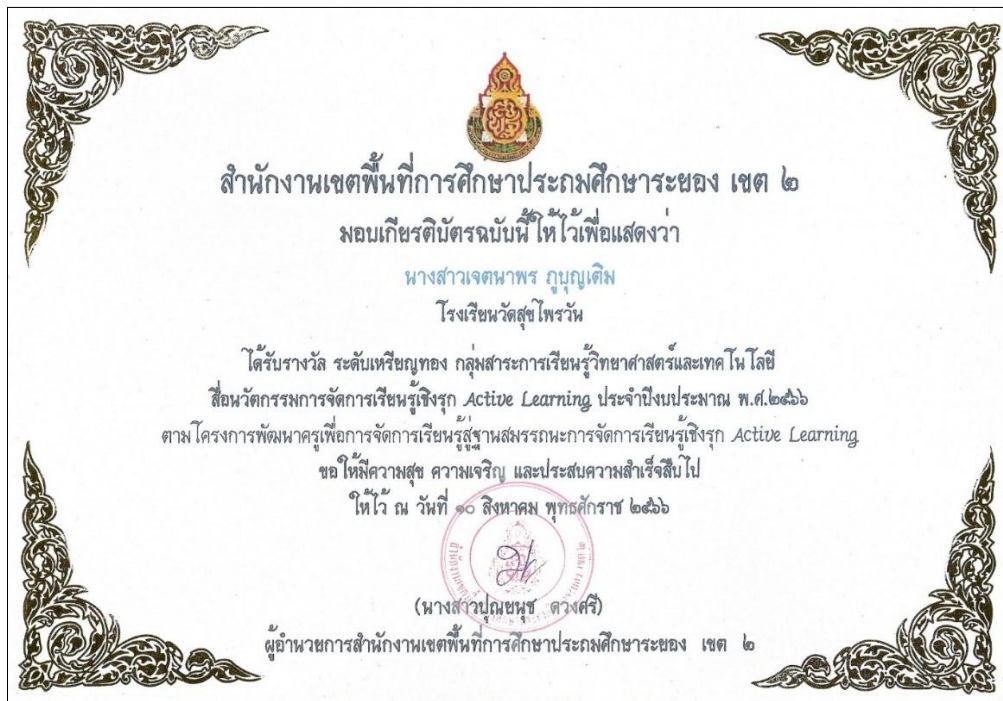 สำนักงานเขตพื้นที่การศึกษาประถมศึกษาระยอง เขต ๒
มอบเกียรติบัตรฉบับนี้ให้ไว้เพื่อแสดงว่า
นางสาวเจตนาพร ภูบุญเติม
โรงเรียนวัดสุขไพรวัน
ได้รับรางวัล ระดับเหรียญทอง กลุ่มสาระการเรียนรู้วิทยาศาสตร์และเทคโนโลยี
สื่อนวัตกรรมการจัดการเรียนรู้เชิงรุก Active Learning ประจำปีงบประมาณ พ.ศ.๒๕๖๖
ตามโครงการพัฒนาครูเพื่อการจัดการเรียนรู้สู่ฐานสมรรถนะการจัดการเรียนรู้เชิงรุก Active Learning
ขอให้มีความสุข ความเจริญ และประสบความสำเร็จสืบไป
ให้ไว้ ณ วันที่ ๑๐ สิงหาคม พุทธศักราช ๒๕๖๖
(นางสาวปุณยนุช ดวงศรี)
ผู้อำนวยการสำนักงานเขตพื้นที่การศึกษาประถมศึกษาระยอง เขต ๒